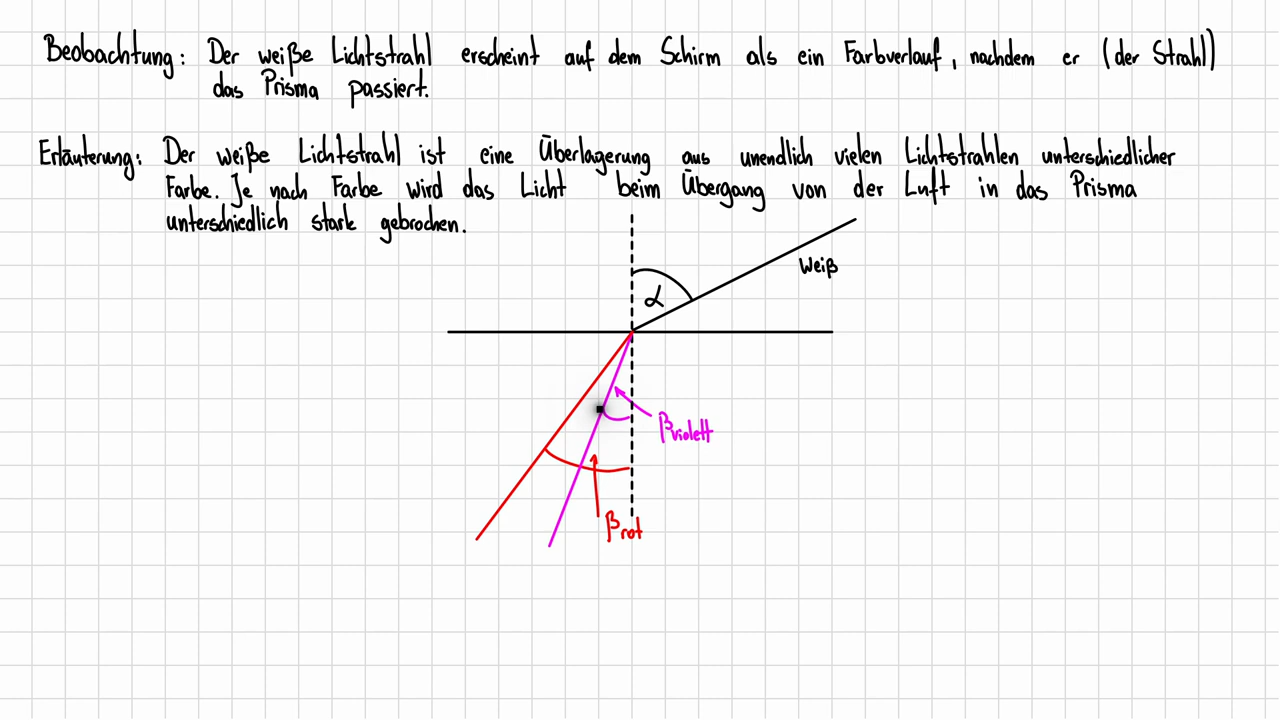 Beobachtung: Der weiße Lichtstrahl erscheint auf dem Schirm als ein Farbverlauf, nachdem er (der Strahl)
das Prisma passiert.
Erläuterung: Der weiße Lichtstrahl ist eine Überlagerung aus unendlich vielen Lichtstrahlen unterschiedlicher
Farbe. Je nach Farbe wird das Licht beim Übergang von der Luft in das Prisma
unterschiedlich stark gebrochen.
Weiß
α
β violett
β rot